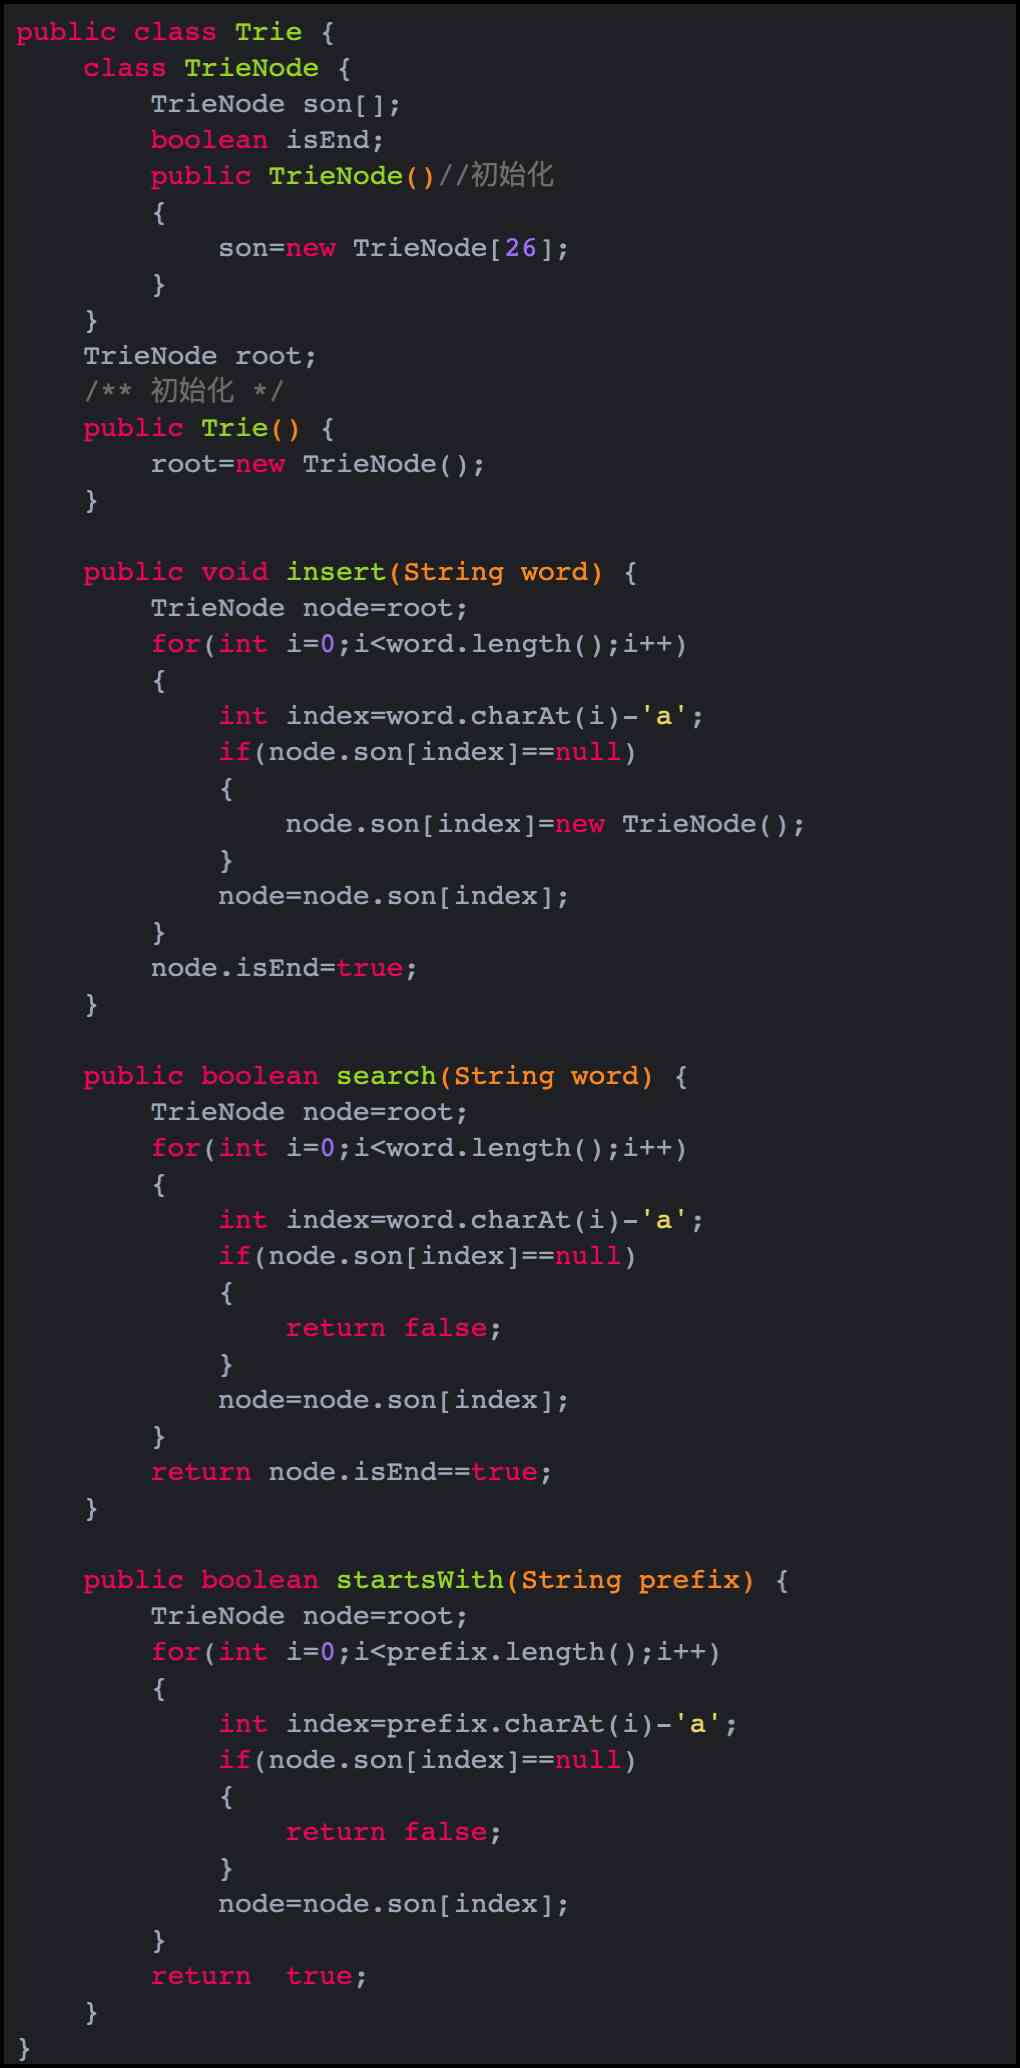 public class Trie {
    class TrieNode {
        TrieNode son[];
        boolean isEnd;
        public TrieNode()//初始化
        {
            son=new TrieNode[26];
        }
    }
    TrieNode root;
    /** 初始化 */
    public Trie() {
        root=new TrieNode();
    }

    public void insert(String word) {
        TrieNode node=root;
        for(int i=0;i<word.length();i++)
        {
            int index=word.charAt(i)-'a';
            if(node.son[index]==null)
            {
                node.son[index]=new TrieNode();
            }
            node=node.son[index];
        }
        node.isEnd=true;
    }

    public boolean search(String word) {
        TrieNode node=root;
        for(int i=0;i<word.length();i++)
        {
            int index=word.charAt(i)-'a';
            if(node.son[index]==null)
            {
                return false;
            }
            node=node.son[index];
        }
        return node.isEnd==true;
    }

    public boolean startsWith(String prefix) {
        TrieNode node=root;
        for(int i=0;i<prefix.length();i++)
        {
            int index=prefix.charAt(i)-'a';
            if(node.son[index]==null)
            {
                return false;
            }
            node=node.son[index];
        }
        return  true;
    }
}